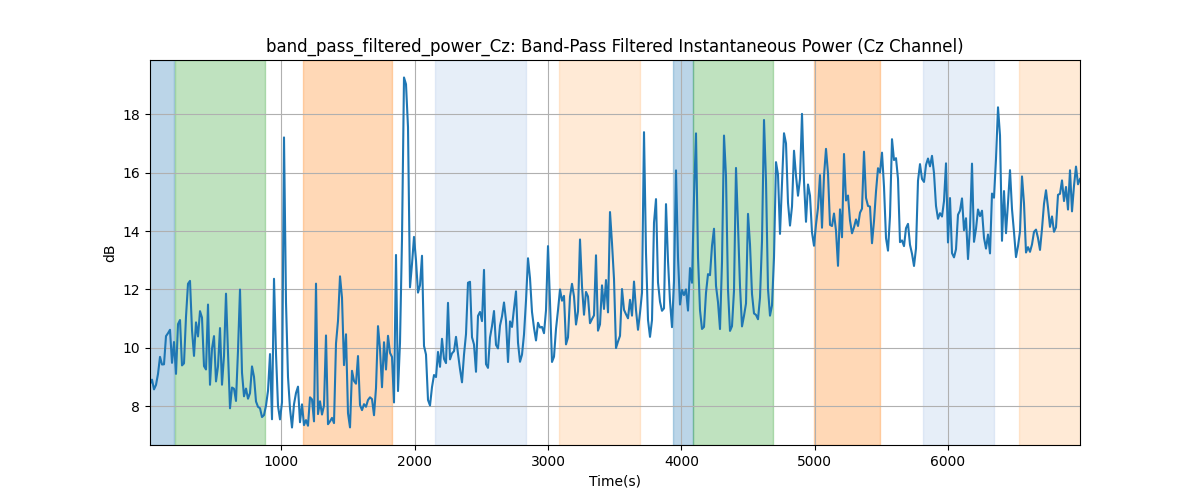 band_pass_filtered_power_Cz: Band-Pass Filtered Instantaneous Power (Cz Channel)
18
16
14
12
10
8
dB
1000 2000 3000 4000 5000 6000
Time(s)